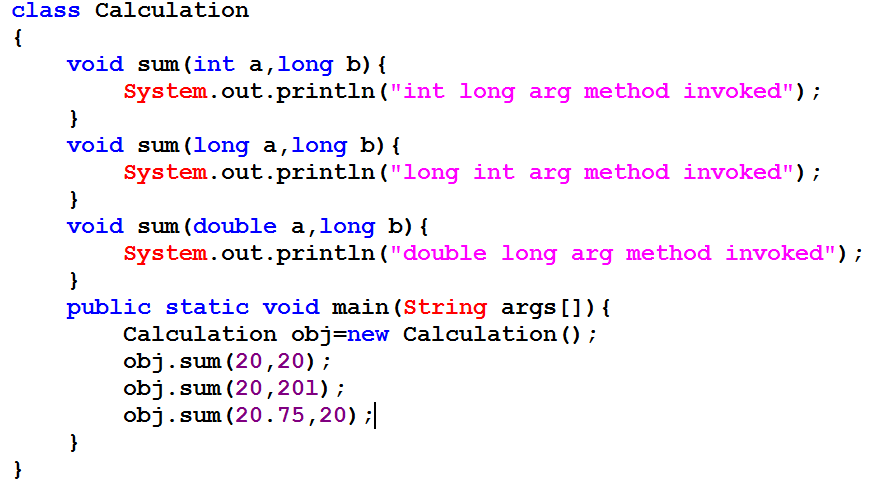 class Calculation
{
    void sum(int a,long b){
        System.out.println("int long arg method invoked");
    }
    void sum(long a,long b){
        System.out.println("long int arg method invoked");
    }
    void sum(double a,long b){
        System.out.println("double long arg method invoked");
    }
    public static void main(String args[]){
        Calculation obj=new Calculation();
        obj.sum(20,20);
        obj.sum(20,20l);
        obj.sum(20.75,20);
    }
}